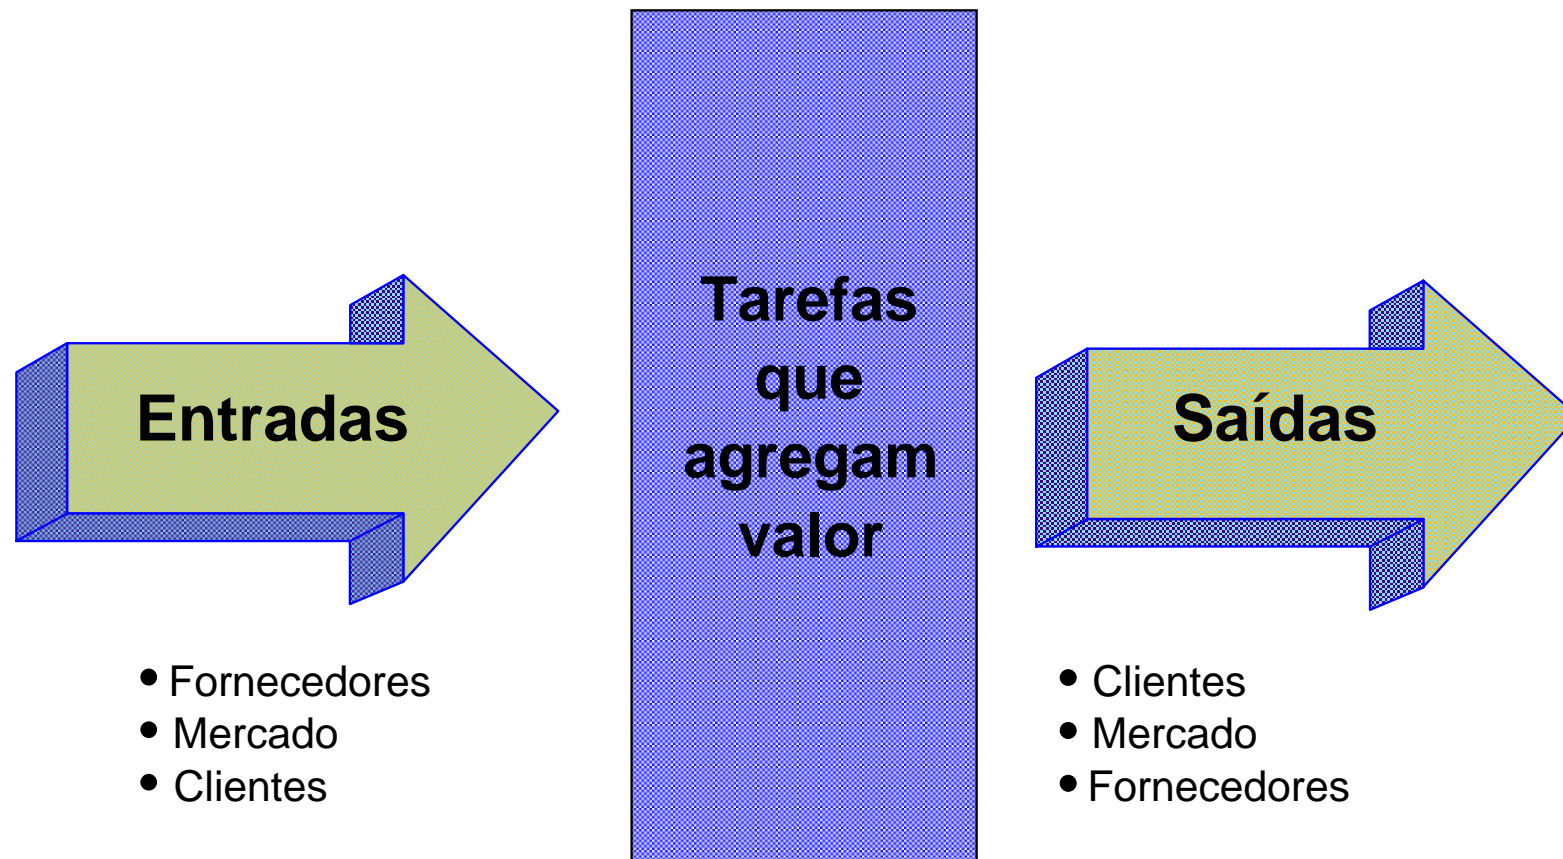 Entradas
• Fornecedores
• Mercado
• Clientes
Tarefas
que
agregam
valor
Saídas
• Clientes
• Mercado
• Fornecedores